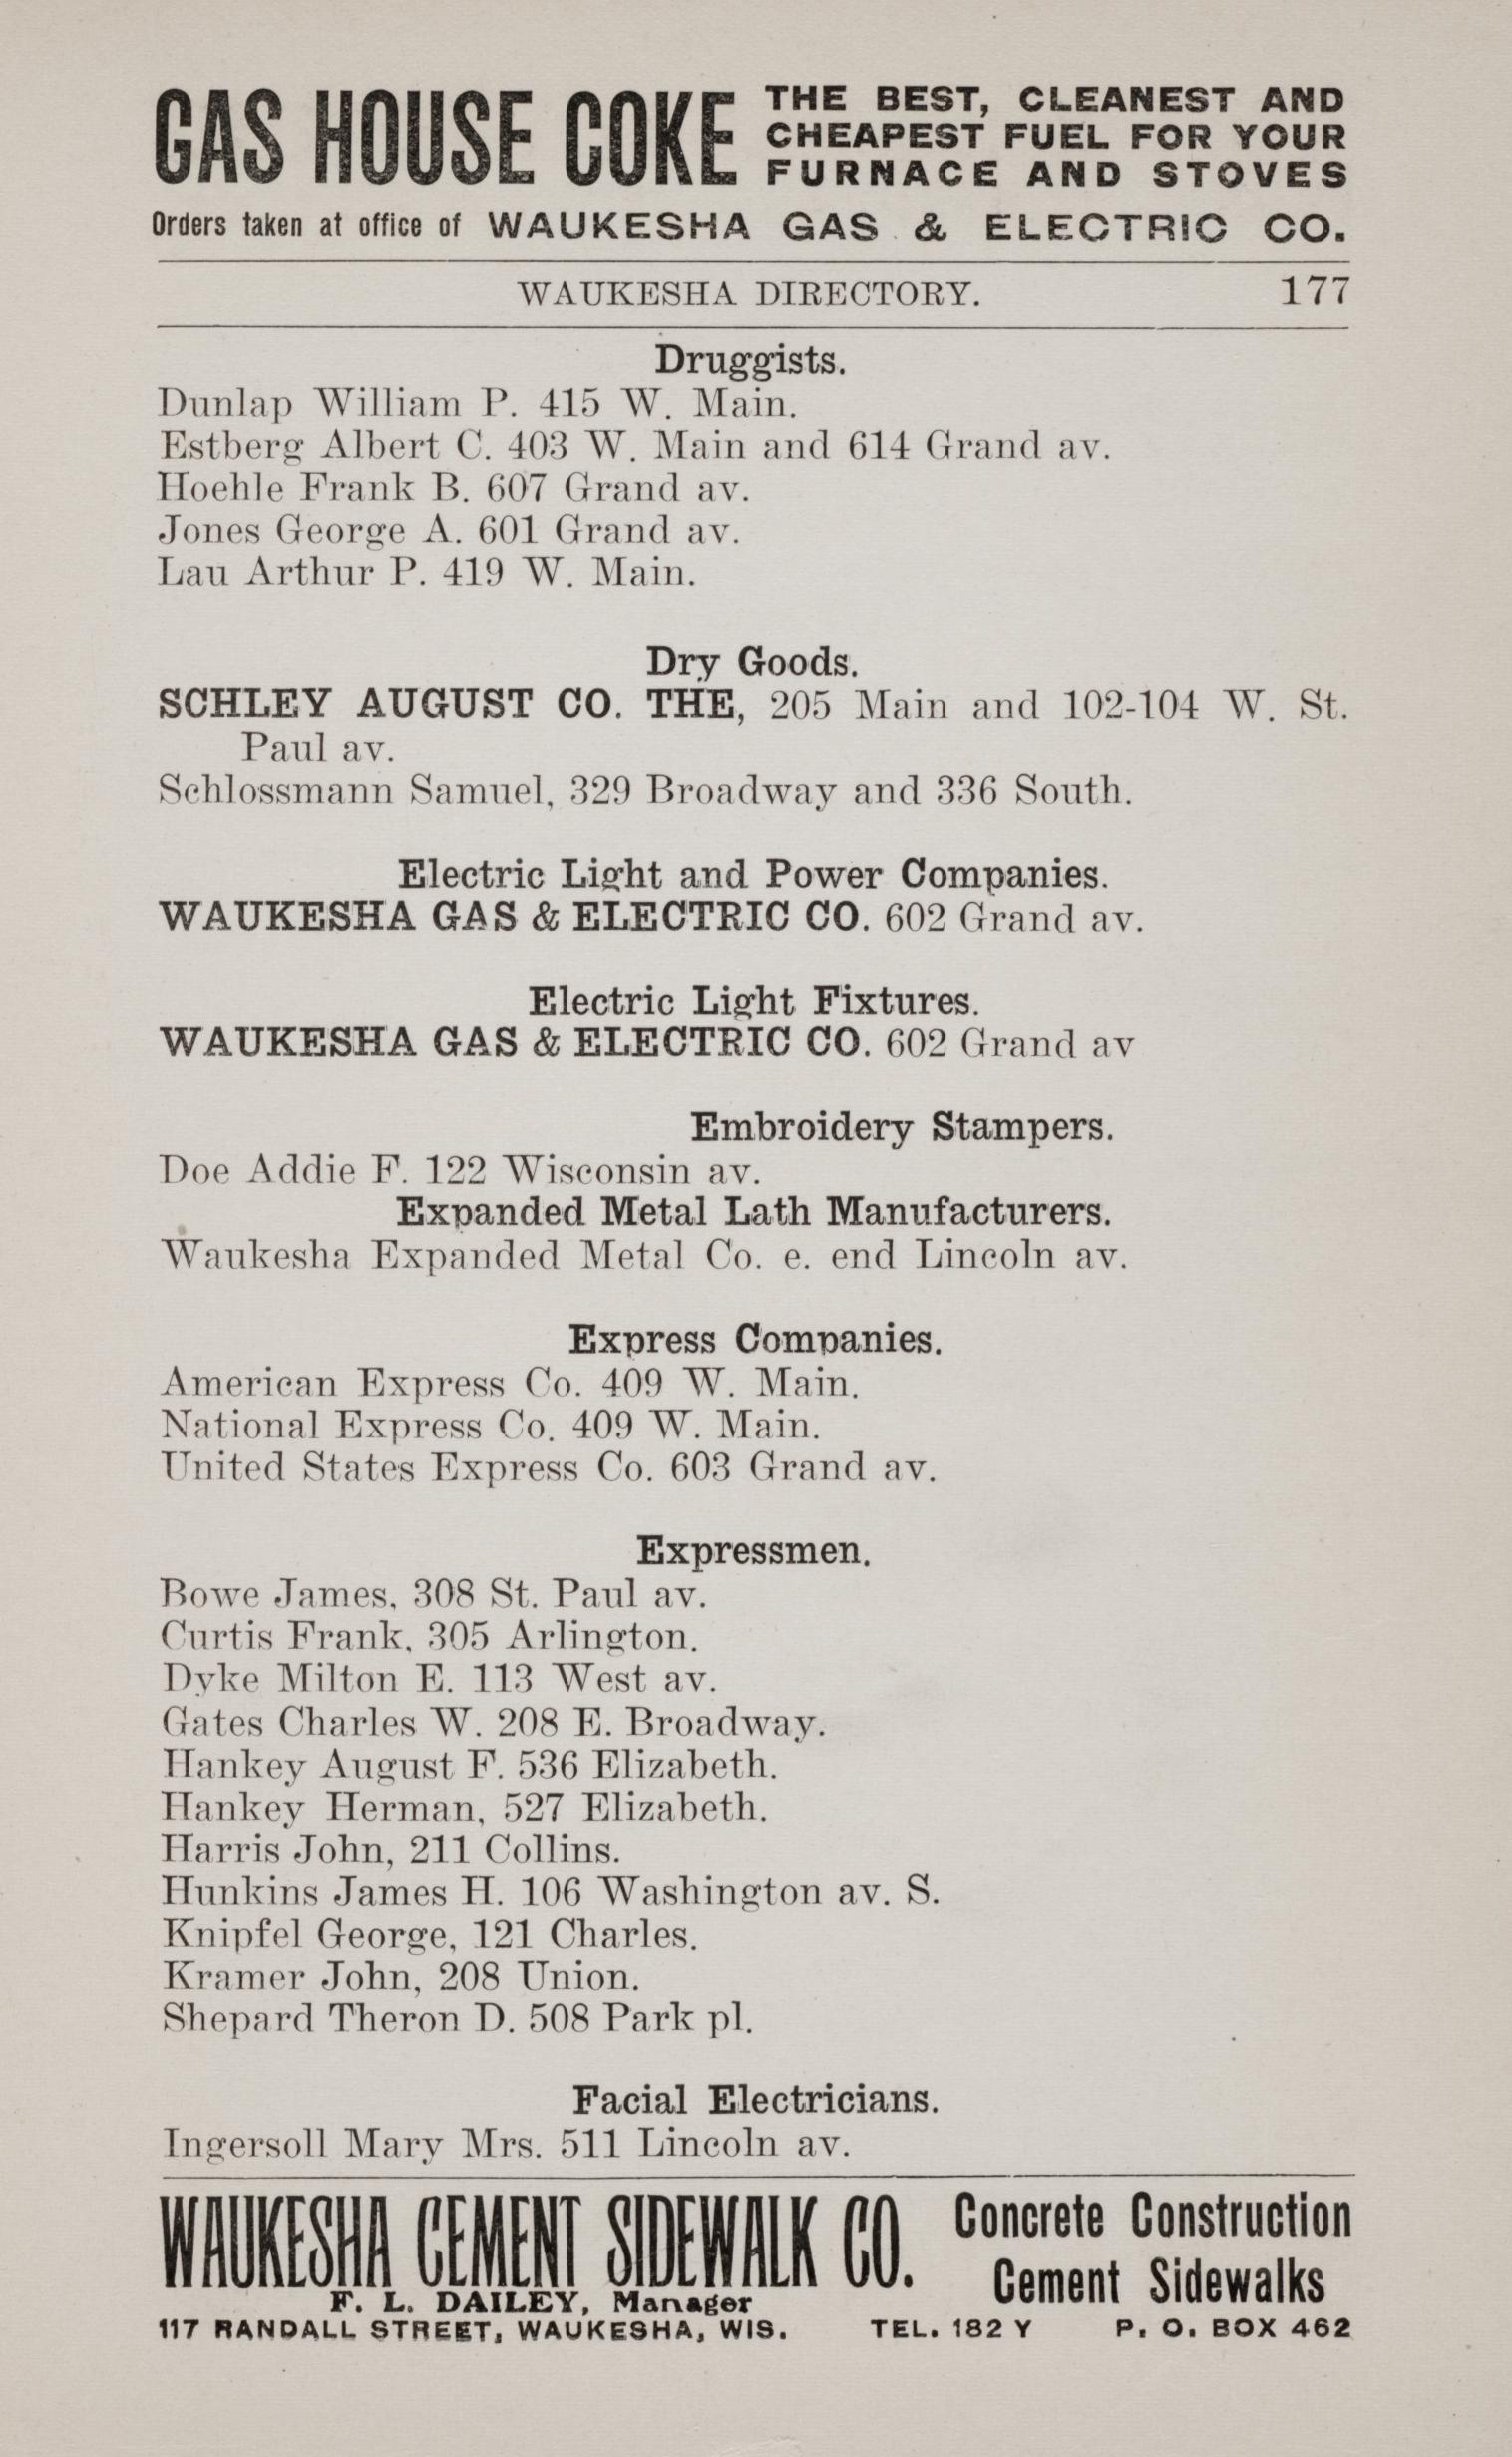 GAS HOUSE COKE THE BEST, CLEANEST AND
CHEAPEST FUEL FOR YOUR
FURNACE AND STOVES
Orders taken at office of WAUKESHA GAS & ELECTRIC CO.
WAUKESHA DIRECTORY. 177
Druggists.
Dunlap William P. 415 W. Main.
Estberg Albert C. 403 W. Main and 614 Grand av.
Hoehle Frank B. 607 Grand av.
Jones George A. 601 Grand av.
Lau Arthur P. 419 W. Main.
Dry Goods.
SCHLEY AUGUST CO. THE, 205 Main and 102-104 W. St.
Paul av.
Schlossmann Samuel, 329 Broadway and 336 South.
Electric Light and Power Companies.
WAUKESHA GAS & ELECTRIC CO. 602 Grand av.
Electric Light Fixtures.
WAUKESHA GAS & ELECTRIC CO. 602 Grand av
Embroidery Stampers.
Doe Addie F. 122 Wisconsin av.
Expanded Metal Lath Manufacturers.
Waukesha Expanded Metal Co. e. end Lincoln av.
Express Companies.
American Express Co. 409 W. Main.
National Express Co. 409 W. Main.
United States Express Co. 603 Grand av.
Expressmen.
Bowe James, 308 St. Paul av.
Curtis Frank, 305 Arlington.
Dyke Milton E. 113 West av.
Gates Charles W. 208 E. Broadway.
Hankey August F. 536 Elizabeth.
Hankey Herman, 527 Elizabeth.
Harris John, 211 Collins.
Hunkins James H. 106 Washington av. S.
Knipfel George, 121 Charles.
Kramer John, 208 Union.
Shepard Theron D. 508 Park pl.
Facial Electricians.
Ingersoll Mary Mrs. 511 Lincoln av.
WAUKESHA CEMENT SIDEWALK CO. Concrete Construction
Cement Sidewalks
F. L. DAILEY, Manager
117 RANDALL STREET, WAUKESHA, WIS. TEL. 182 Y P. O. BOX 462